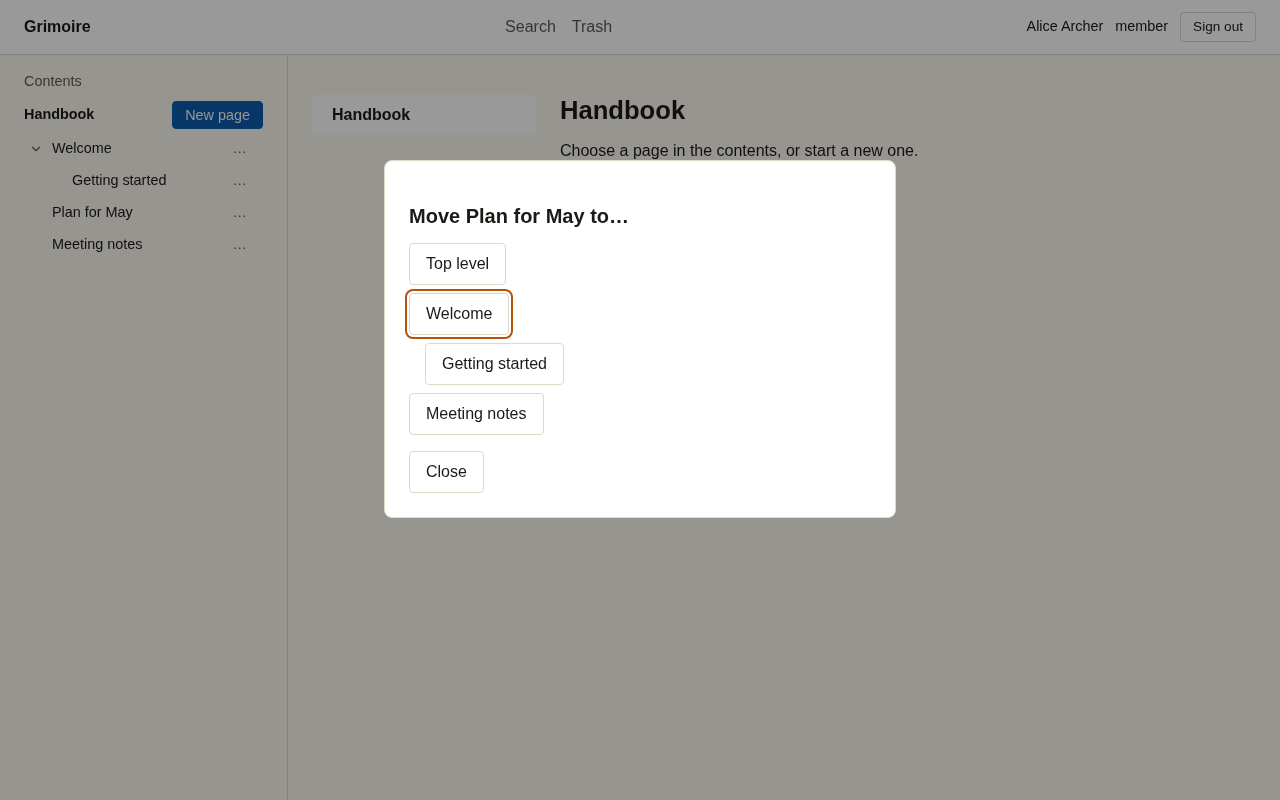 Grimoire
Search Trash
Alice Archer member Sign out
Contents
Handbook New page
Welcome …
Getting started …
Plan for May …
Meeting notes …
Handbook
Handbook
Choose a page in the contents, or start a new one.
Move Plan for May to…
Top level
Welcome
Getting started
Meeting notes
Close